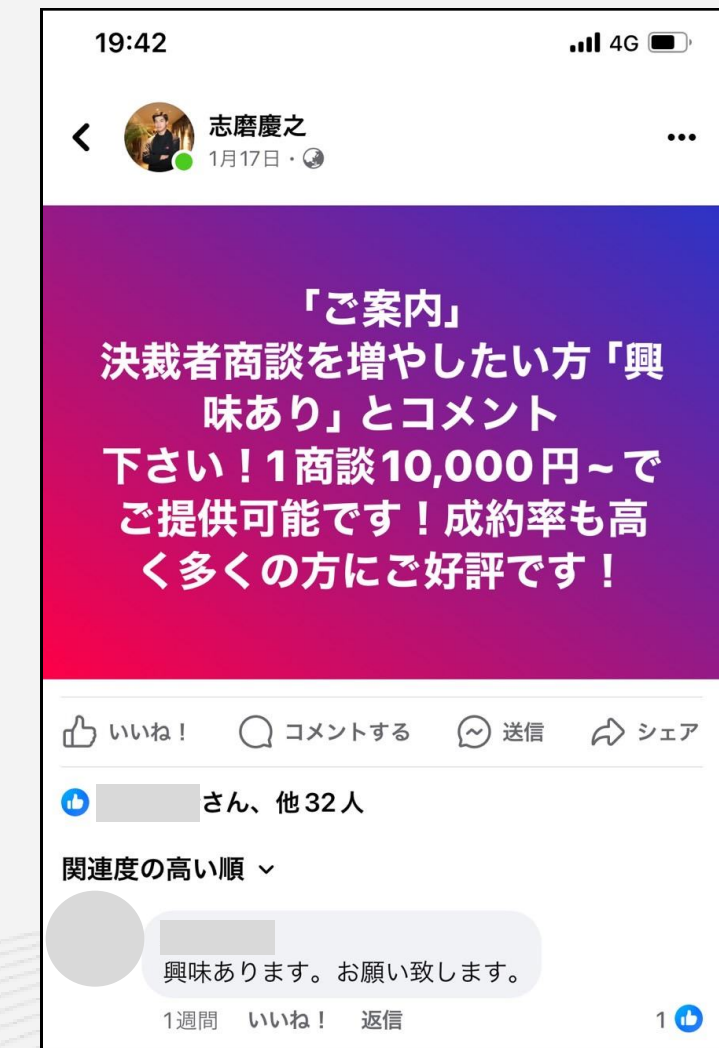 19:42
4G
志磨慶之
1月17日・
「ご案内」
決裁者商談を増やしたい方「興
味あり」とコメント
下さい！1商談10,000円~で
ご提供可能です！成約率も高
く多くの方にご好評です！
いいね！ コメントする 送信 シェア
さん、他32人
関連度の高い順
興味あります。お願い致します。
1週間 いいね！ 返信 1